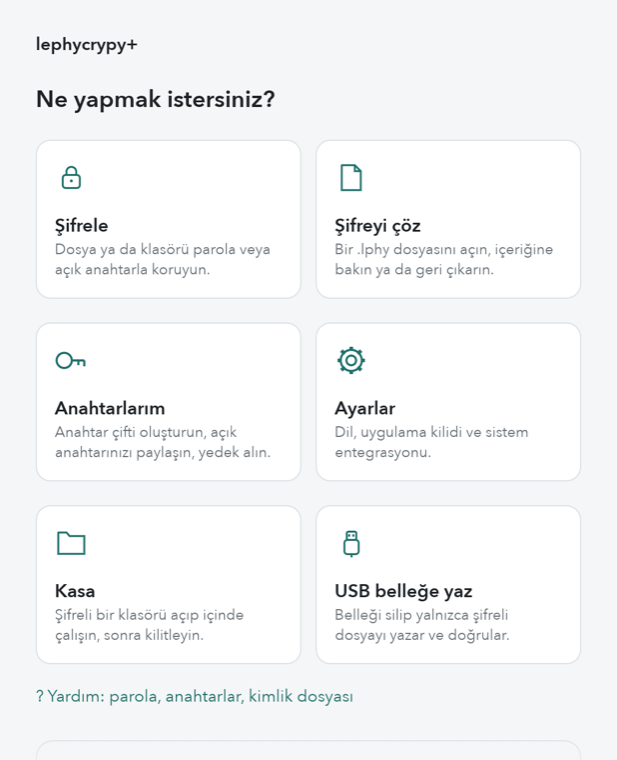 lephycrypy+
Ne yapmak istersiniz?
Şifrele
Dosya ya da klasörü parola veya
açık anahtarla koruyun.
Şifreyi çöz
Bir .lphy dosyasını açın, içeriğine
bakın ya da geri çıkarın.
Anahtarlarım
Anahtar çifti oluşturun, açık
anahtarınızı paylaşın, yedek alın.
Ayarlar
Dil, uygulama kilidi ve sistem
entegrasyonu.
Kasa
Şifreli bir klasörü açıp içinde
çalışın, sonra kilitleyin.
USB belleğe yaz
Belleği silip yalnızca şifreli
dosyayı yazar ve doğrular.
? Yardım: parola, anahtarlar, kimlik dosyası